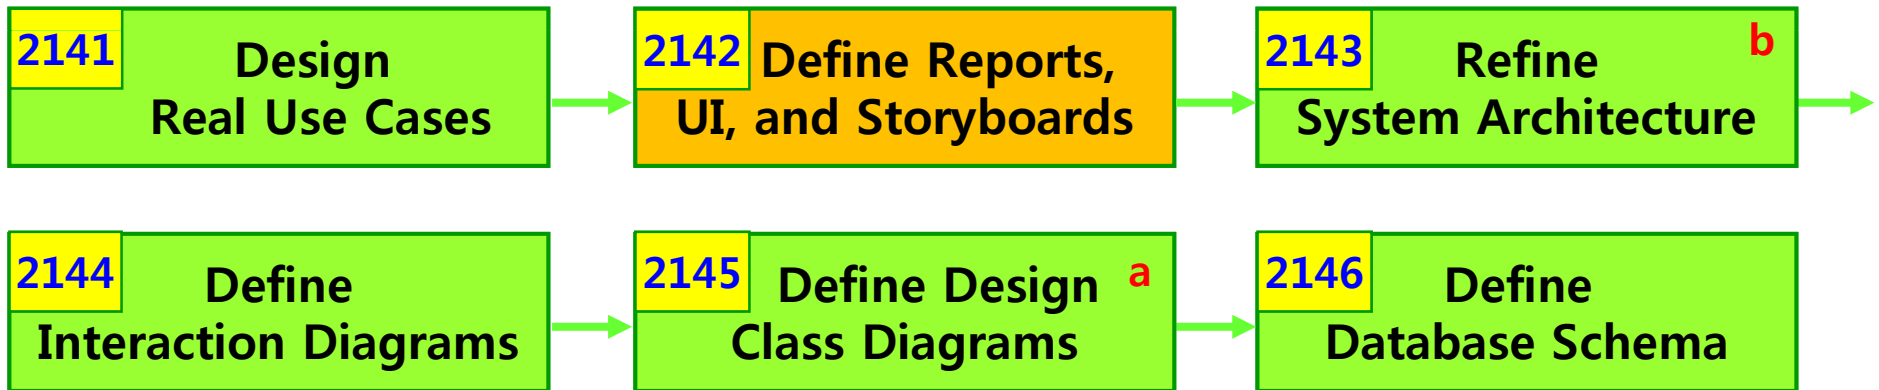 2141
Design
Real Use Cases
2142
Define Reports,
UI, and Storyboards
2143
Refine
b
System Architecture
2144
Define
Interaction Diagrams
2145
Define Design
a
Class Diagrams
2146
Define
Database Schema